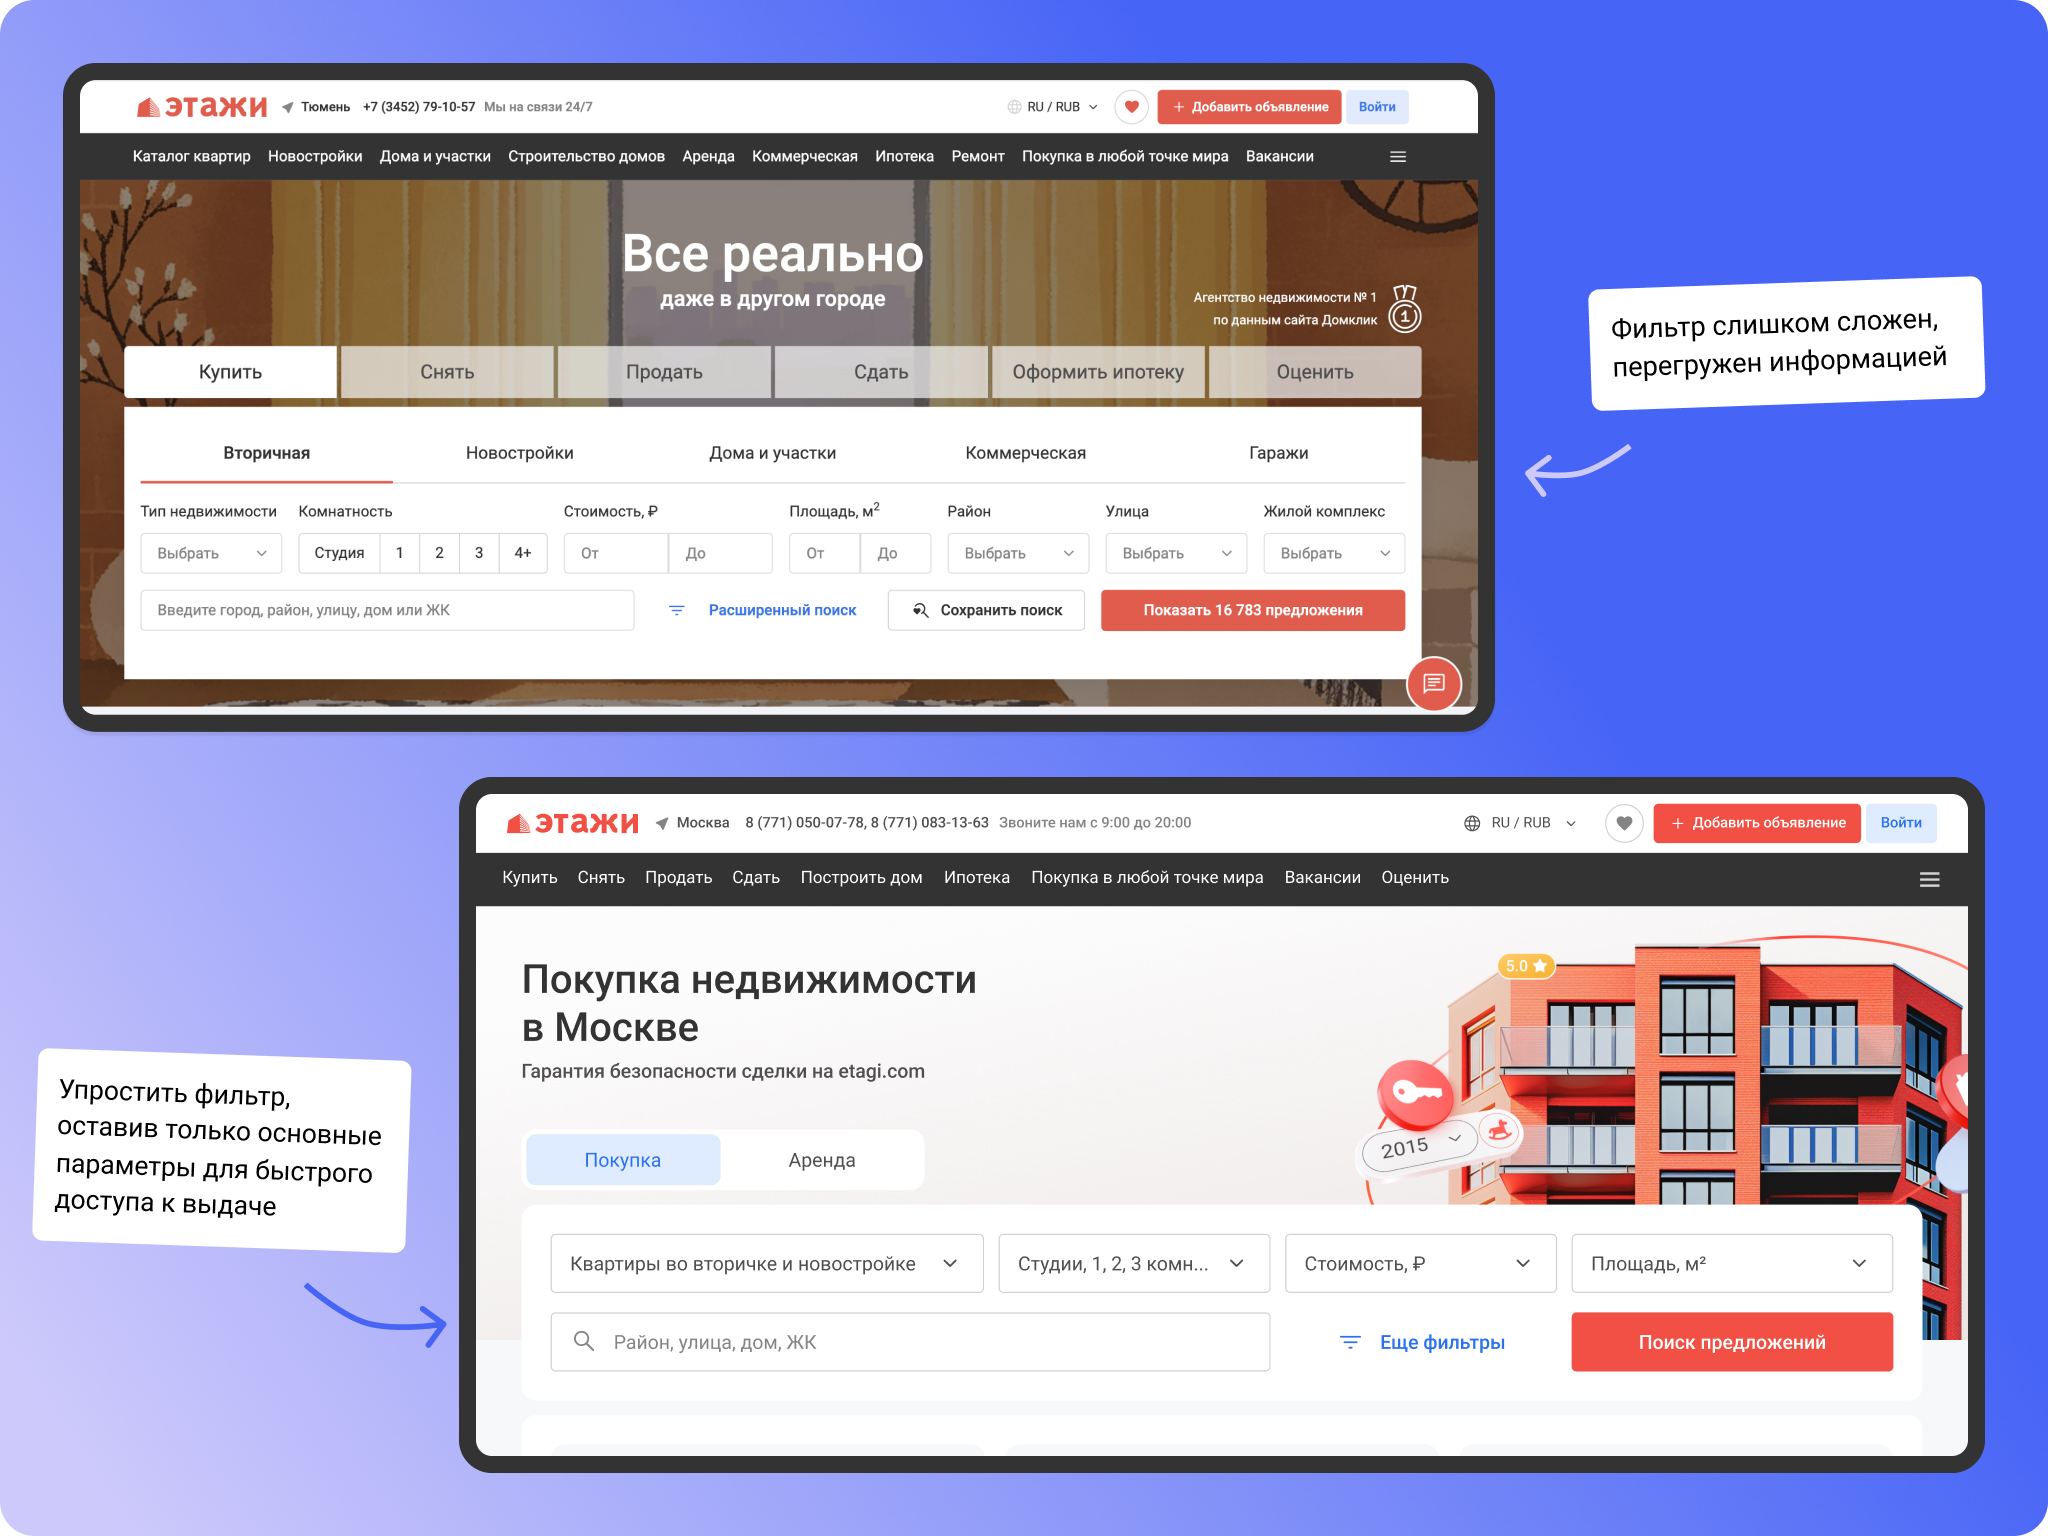 этажи Тюмень +7 (3452) 79-10-57 Мы на связи 24/7 RU / RUB + Добавить объявление Войти
Каталог квартир Новостройки Дома и участки Строительство домов Аренда Коммерческая Ипотека Ремонт Покупка в любой точке мира Вакансии
Все реально
даже в другом городе
Агентство недвижимости № 1
по данным сайта Домклик
1
Купить Снять Продать Сдать Оформить ипотеку Оценить
Вторичная Новостройки Дома и участки Коммерческая Гаражи
Тип недвижимости Комнатность Стоимость, ₽ Площадь, м² Район Улица Жилой комплекс
Выбрать Студия 1 2 3 4+ От До От До Выбрать Выбрать Выбрать
Введите город, район, улицу, дом или ЖК Расширенный поиск Сохранить поиск Показать 16 783 предложения
Фильтр слишком сложен,
перегружен информацией
этажи Москва 8 (771) 050-07-78, 8 (771) 083-13-63 Звоните нам с 9:00 до 20:00 RU / RUB + Добавить объявление Войти
Купить Снять Продать Сдать Построить дом Ипотека Покупка в любой точке мира Вакансии Оценить
Покупка недвижимости
в Москве
Гарантия безопасности сделки на etagi.com
5.0
2015
Покупка Аренда
Квартиры во вторичке и новостройке Студии, 1, 2, 3 комн... Стоимость, ₽ Площадь, м²
Район, улица, дом, ЖК Еще фильтры Поиск предложений
Упростить фильтр,
оставив только основные
параметры для быстрого
доступа к выдаче